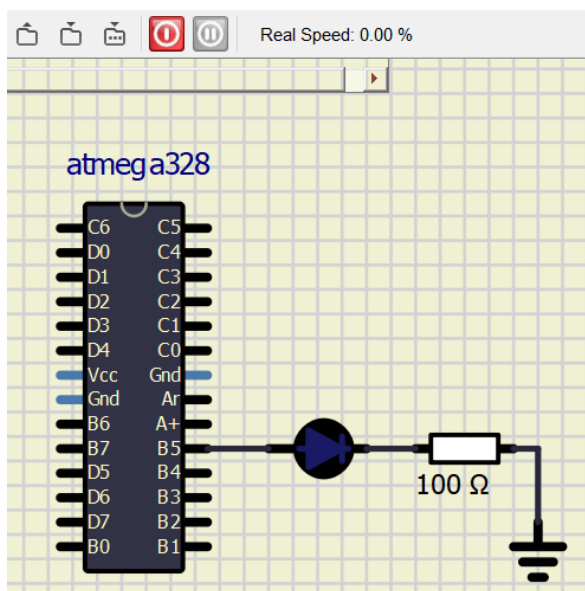 Real Speed: 0.00 %
atmega328
C6 C5
D0 C4
D1 C3
D2 C2
D3 C1
D4 C0
Vcc Gnd
Gnd Ar
B6 A+
B7 B5
D5 B4
D6 B3
D7 B2
B0 B1
100 Ω